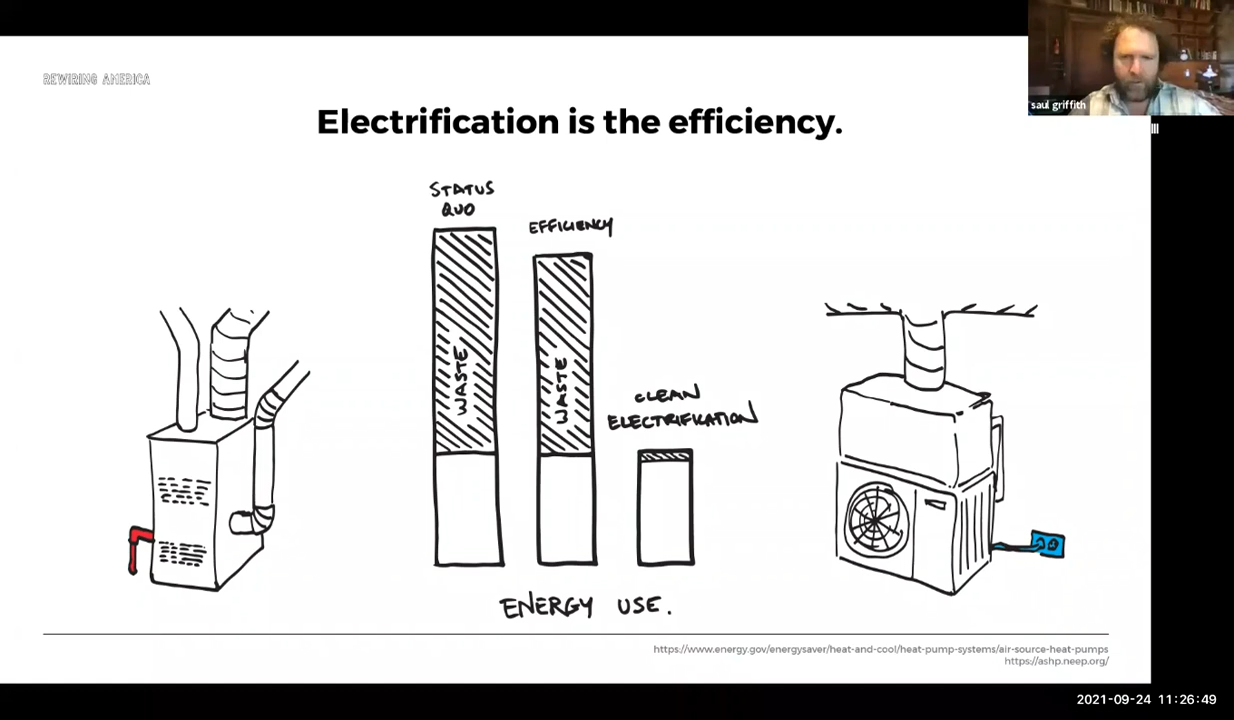 REWIRING AMERICA
saul griffith
Electrification is the efficiency.
STATUS
QUO
EFFICIENCY
WASTE
WASTE
CLEAN
ELECTRIFICATION
ENERGY USE.
https://www.energy.gov/energysaver/heat-and-cool/heat-pump-systems/air-source-heat-pumps
https://ashp.neep.org/
2021-09-24 11:26:49